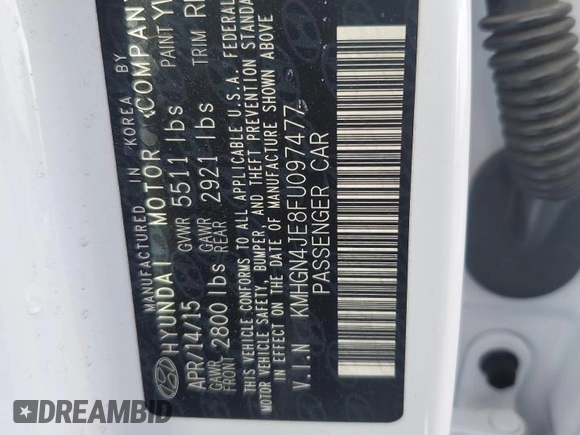 MANUFACTURED IN KOREA BY
HYUNDAI MOTOR COMPANY
APR/14/15 GVWR 5511 lbs PAINT
GAWR FRONT 2800 lbs GAWR REAR 2921 lbs TRIM
THIS VEHICLE CONFORMS TO ALL APPLICABLE U.S.A. FEDERAL
MOTOR VEHICLE SAFETY, BUMPER, AND THEFT PREVENTION STANDA
IN EFFECT ON THE DATE OF MANUFACTURE SHOWN ABOVE
V.I.N KMHGN4JE8FU097477
PASSENGER CAR
DREAMBID